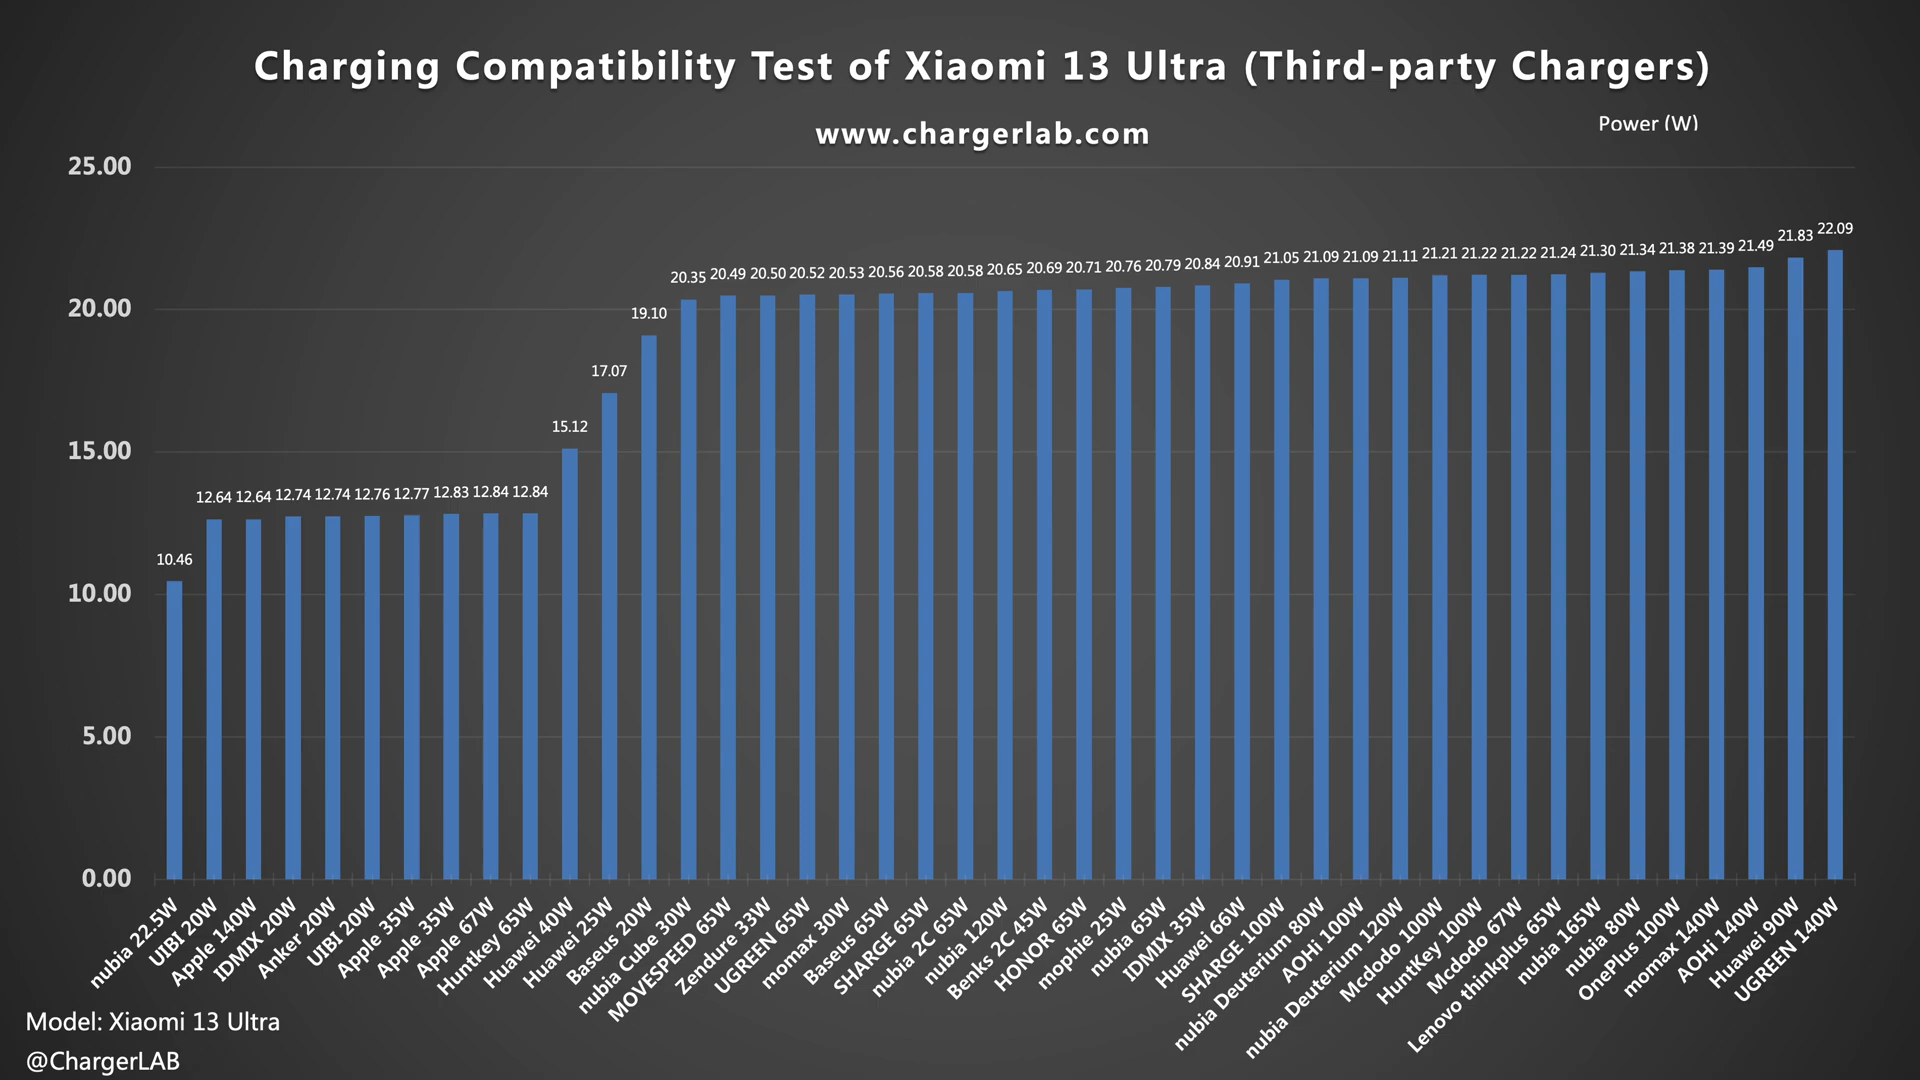 Charging Compatibility Test of Xiaomi 13 Ultra (Third-party Chargers)
www.chargerlab.com
Power (W)
25.00
20.00
15.00
10.00
5.00
0.00
10.46
12.64
12.64
12.74
12.74
12.76
12.77
12.83
12.84
12.84
15.12
17.07
19.10
20.35
20.49
20.50
20.52
20.53
20.56
20.58
20.58
20.65
20.69
20.71
20.76
20.79
20.84
20.91
21.05
21.09
21.09
21.11
21.21
21.22
21.22
21.24
21.30
21.34
21.38
21.39
21.49
21.83
22.09
nubia 22.5W
UIBI 20W
Apple 140W
IDMIX 20W
Anker 20W
UIBI 20W
Apple 35W
Apple 35W
Apple 67W
Huntkey 65W
Huawei 40W
Huawei 25W
Baseus 20W
nubia Cube 30W
MOVESPEED 65W
Zendure 33W
UGREEN 65W
momax 30W
Baseus 65W
SHARGE 65W
nubia 2C 65W
nubia 120W
Benks 2C 45W
HONOR 65W
mophie 25W
nubia 65W
IDMIX 35W
Huawei 66W
SHARGE 100W
nubia Deuterium 80W
AOHi 100W
nubia Deuterium 120W
Mcdodo 100W
HuntKey 100W
Mcdodo 67W
Lenovo thinkplus 65W
nubia 165W
nubia 80W
OnePlus 100W
momax 140W
AOHi 140W
Huawei 90W
UGREEN 140W
Model: Xiaomi 13 Ultra
@ChargerLAB